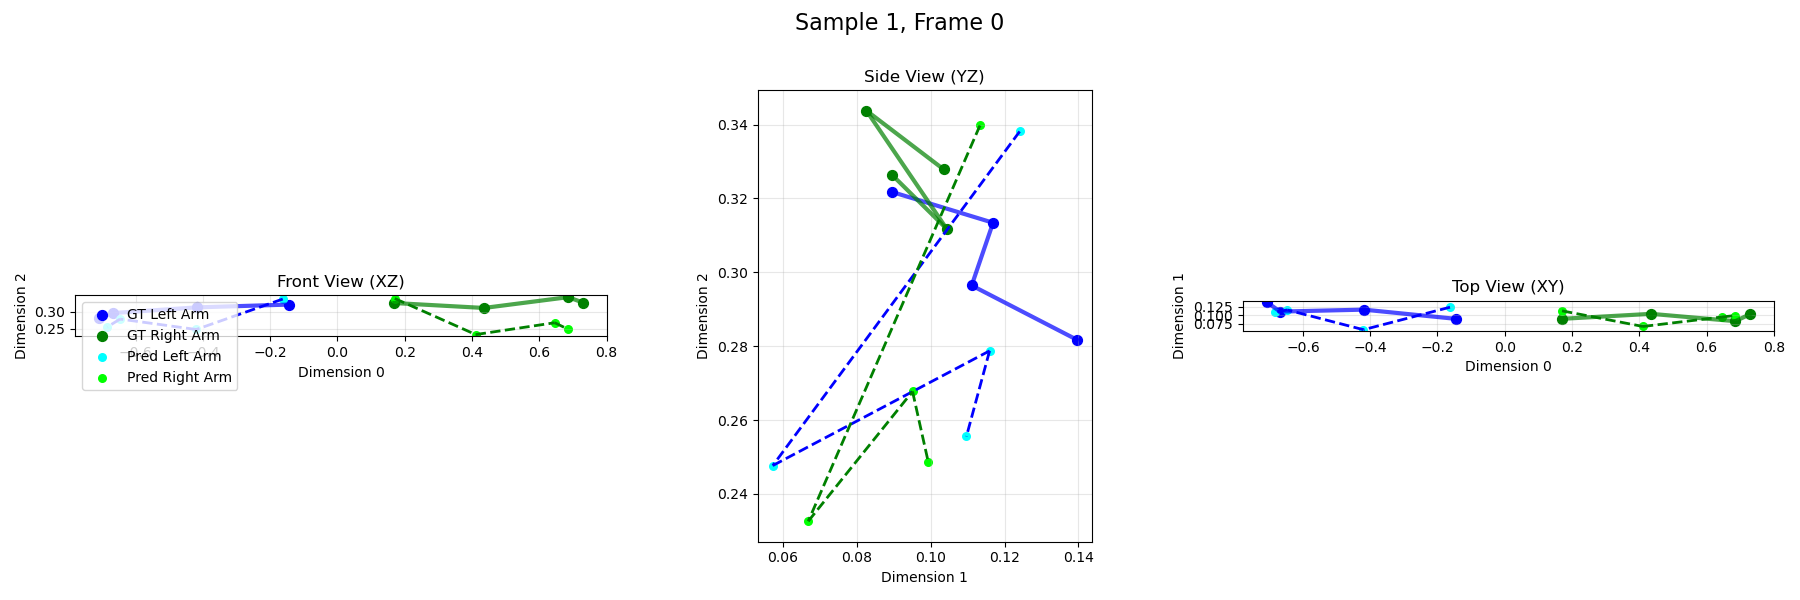 Sample 1, Frame 0
Front View (XZ)
Dimension 2
0.30
0.25
−0.6 −0.4 −0.2 0.0 0.2 0.4 0.6 0.8
Dimension 0
GT Left Arm
GT Right Arm
Pred Left Arm
Pred Right Arm
Side View (YZ)
Dimension 2
0.34
0.32
0.30
0.28
0.26
0.24
0.06 0.08 0.10 0.12 0.14
Dimension 1
Top View (XY)
Dimension 1
0.125
0.100
0.075
−0.6 −0.4 −0.2 0.0 0.2 0.4 0.6 0.8
Dimension 0